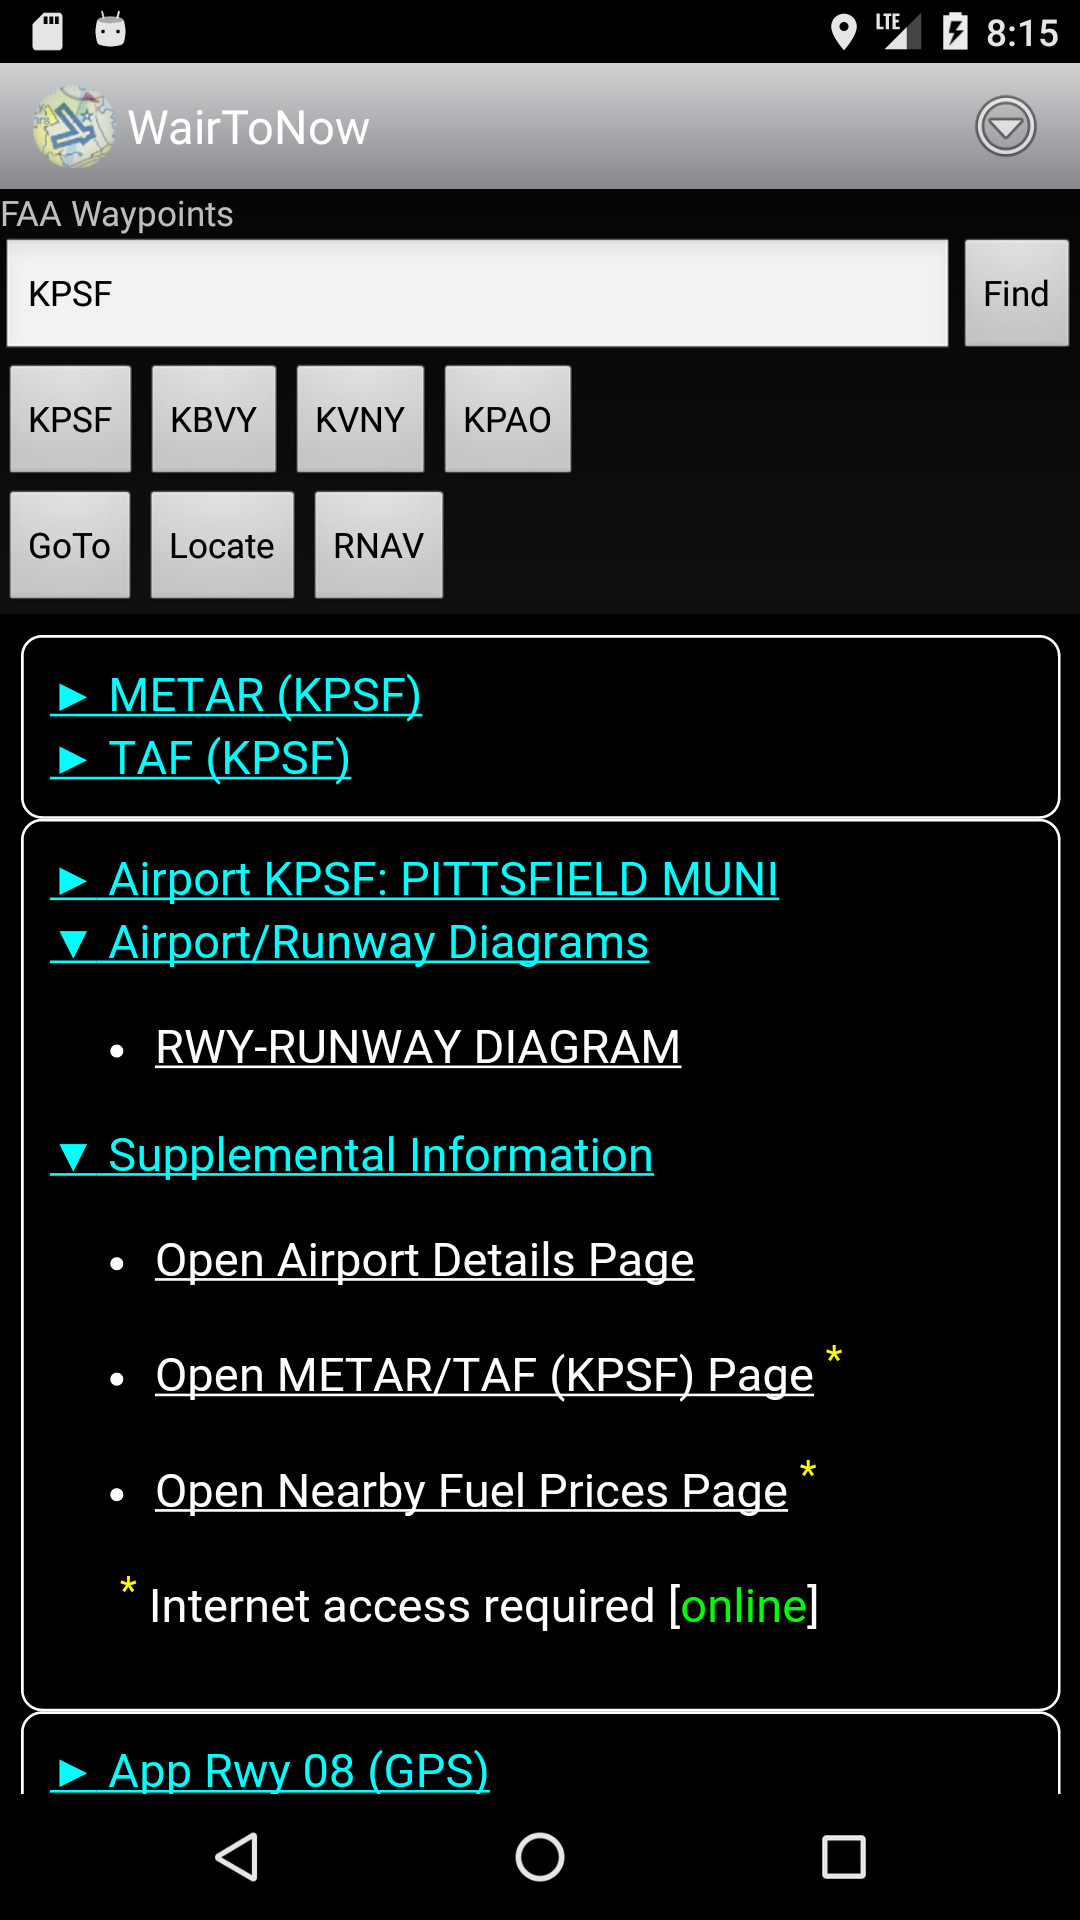 LTE 8:15
WairToNow
FAA Waypoints
KPSF Find
KPSF KBVY KVNY KPAO
GoTo Locate RNAV
► METAR (KPSF)
► TAF (KPSF)
► Airport KPSF: PITTSFIELD MUNI
▼ Airport/Runway Diagrams
• RWY-RUNWAY DIAGRAM
▼ Supplemental Information
• Open Airport Details Page
• Open METAR/TAF (KPSF) Page *
• Open Nearby Fuel Prices Page *
* Internet access required [online]
► App Rwy 08 (GPS)